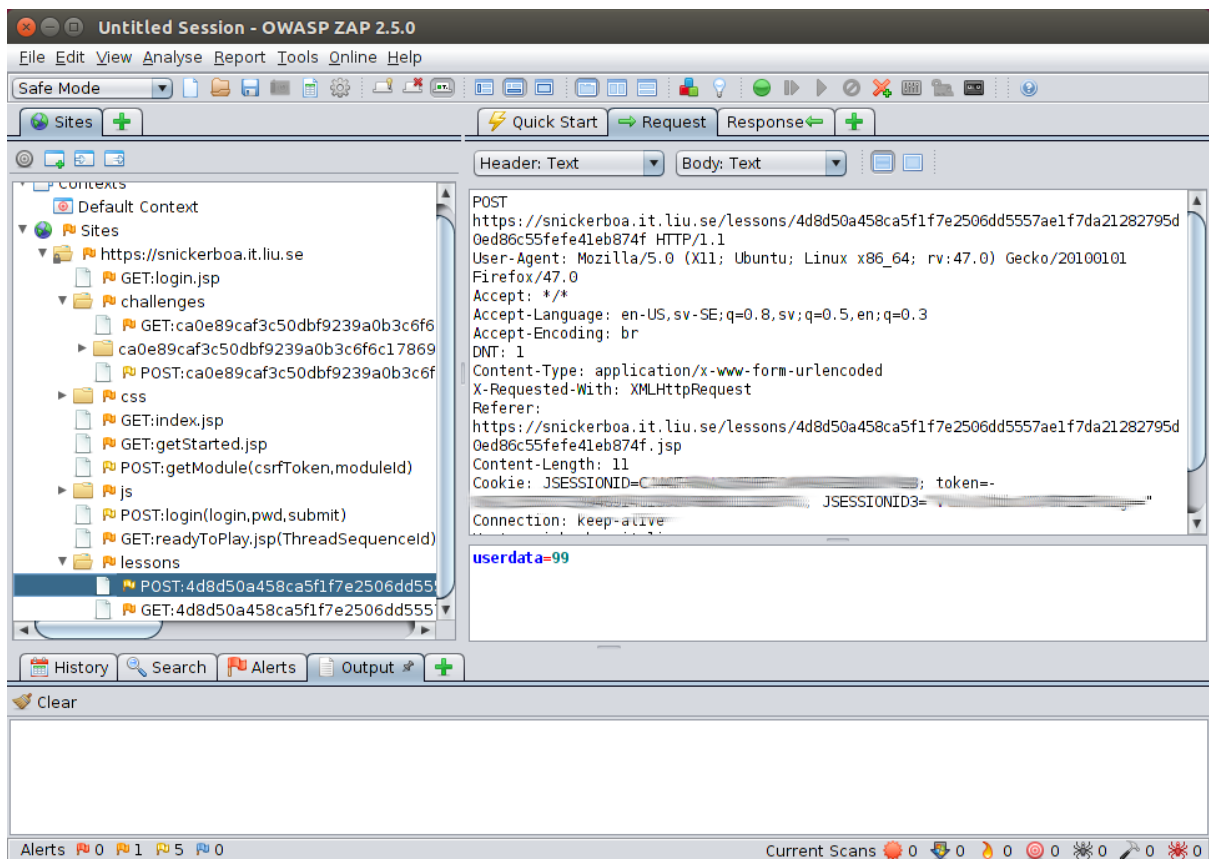 Untitled Session - OWASP ZAP 2.5.0
File Edit View Analyse Report Tools Online Help
Safe Mode
Sites
Quick Start Request Response
Header: Text Body: Text
Contexts
Default Context
Sites
https://snickerboa.it.liu.se
GET:login.jsp
challenges
GET:ca0e89caf3c50dbf9239a0b3c6f6
ca0e89caf3c50dbf9239a0b3c6f6c17869
POST:ca0e89caf3c50dbf9239a0b3c6f
css
GET:index.jsp
GET:getStarted.jsp
POST:getModule(csrfToken,moduleId)
js
POST:login(login,pwd,submit)
GET:readyToPlay.jsp(ThreadSequenceId)
lessons
POST:4d8d50a458ca5f1f7e2506dd55
GET:4d8d50a458ca5f1f7e2506dd555
POST
https://snickerboa.it.liu.se/lessons/4d8d50a458ca5f1f7e2506dd5557ae1f7da21282795d
0ed86c55fefe41eb874f HTTP/1.1
User-Agent: Mozilla/5.0 (X11; Ubuntu; Linux x86_64; rv:47.0) Gecko/20100101
Firefox/47.0
Accept: */*
Accept-Language: en-US,sv-SE;q=0.8,sv;q=0.5,en;q=0.3
Accept-Encoding: br
DNT: 1
Content-Type: application/x-www-form-urlencoded
X-Requested-With: XMLHttpRequest
Referer:
https://snickerboa.it.liu.se/lessons/4d8d50a458ca5f1f7e2506dd5557ae1f7da21282795d
0ed86c55fefe41eb874f.jsp
Content-Length: 11
Cookie: JSESSIONID=C ; token=-
JSESSIONID3= "
Connection: keep-alive
userdata=99
History Search Alerts Output
Clear
Alerts 0 1 5 0 Current Scans 0 0 0 0 0 0 0